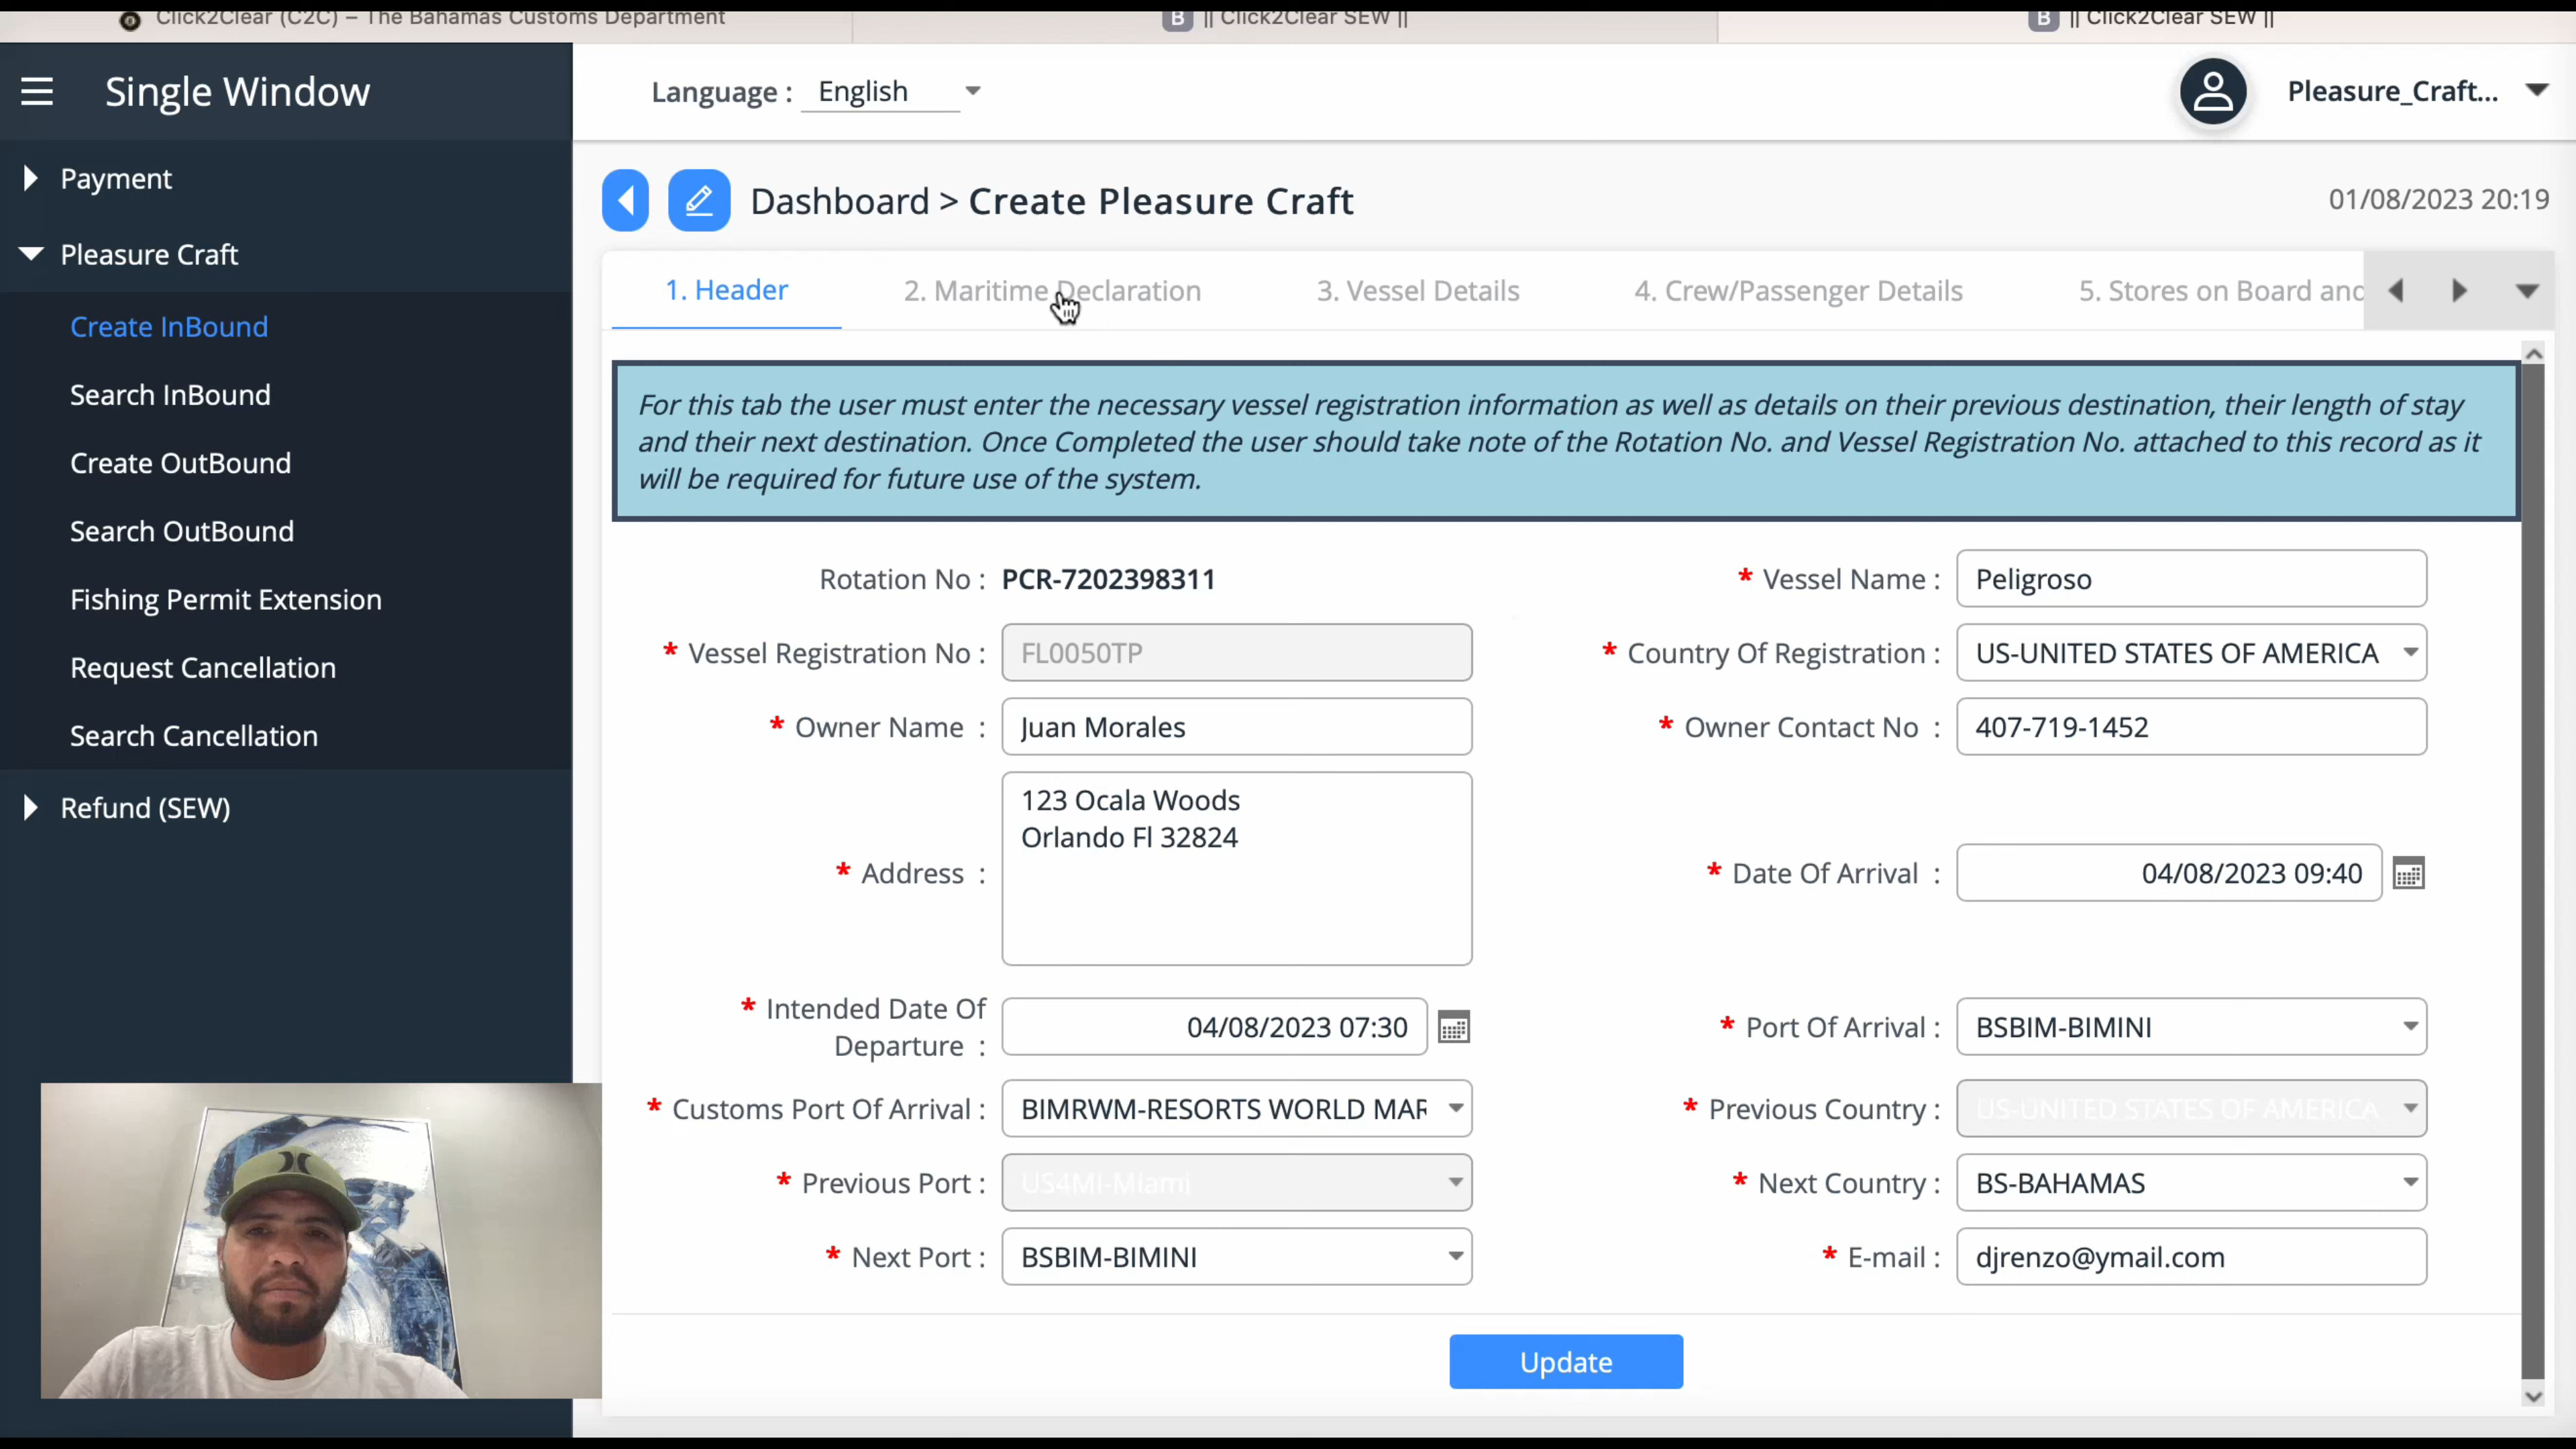 Click2Clear (C2C) – The Bahamas Customs Department
B || Click2Clear SEW ||
B || Click2Clear SEW ||
Single Window
Language : English
Pleasure_Craft...
Payment
Pleasure Craft
Create InBound
Search InBound
Create OutBound
Search OutBound
Fishing Permit Extension
Request Cancellation
Search Cancellation
Refund (SEW)
Dashboard > Create Pleasure Craft
01/08/2023 20:19
1. Header
2. Maritime Declaration
3. Vessel Details
4. Crew/Passenger Details
5. Stores on Board and
For this tab the user must enter the necessary vessel registration information as well as details on their previous destination, their length of stay
and their next destination. Once Completed the user should take note of the Rotation No. and Vessel Registration No. attached to this record as it
will be required for future use of the system.
Rotation No : PCR-7202398311
* Vessel Name : Peligroso
* Vessel Registration No : FL0050TP
* Country Of Registration : US-UNITED STATES OF AMERICA
* Owner Name : Juan Morales
* Owner Contact No : 407-719-1452
* Address :
123 Ocala Woods
Orlando Fl 32824
* Date Of Arrival : 04/08/2023 09:40
* Intended Date Of
Departure : 04/08/2023 07:30
* Port Of Arrival : BSBIM-BIMINI
* Customs Port Of Arrival : BIMRWM-RESORTS WORLD MAR
* Previous Country : US-UNITED STATES OF AMERICA
* Previous Port : US4MI-Miami
* Next Country : BS-BAHAMAS
* Next Port : BSBIM-BIMINI
* E-mail : djrenzo@ymail.com
Update